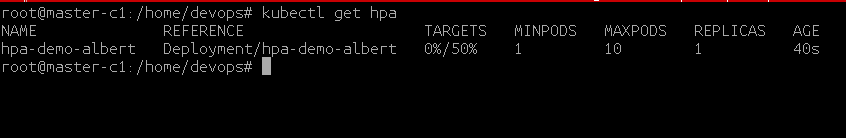 root@master-c1:/home/devops# kubectl get hpa
NAME REFERENCE TARGETS MINPODS MAXPODS REPLICAS AGE
hpa-demo-albert Deployment/hpa-demo-albert 0%/50% 1 10 1 40s
root@master-c1:/home/devops#